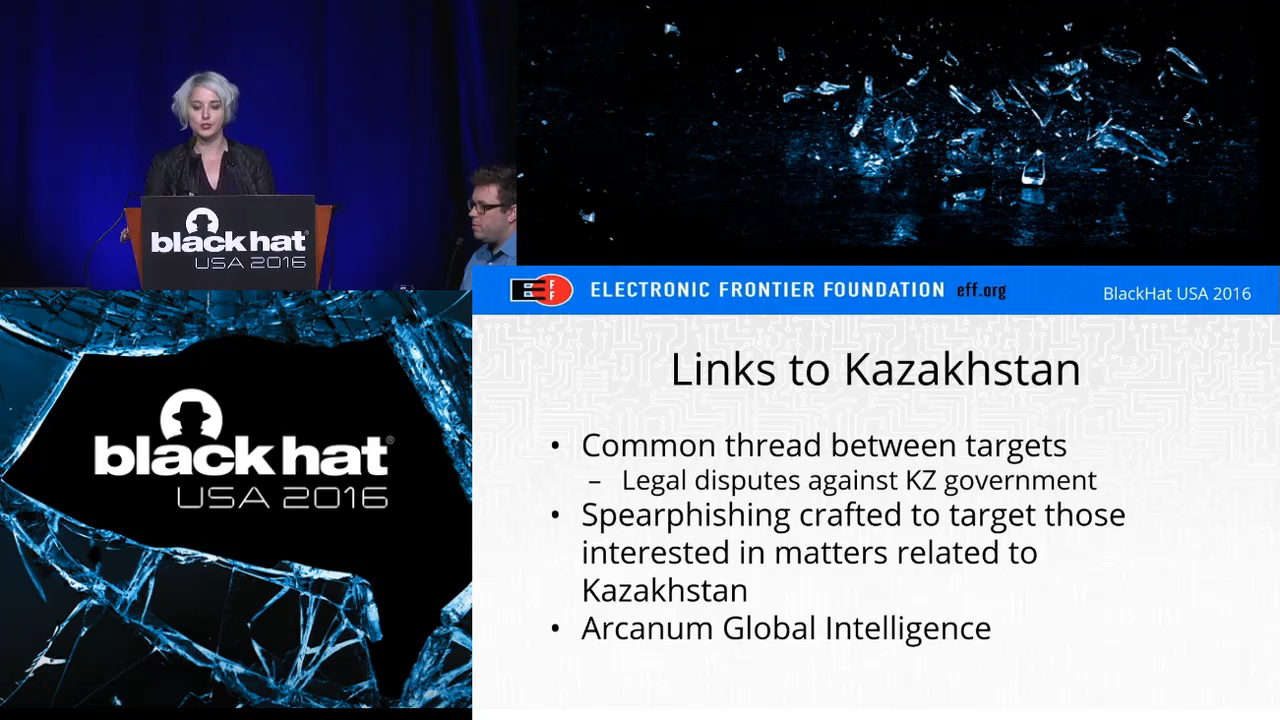 black hat
USA 2016
black hat®
USA 2016
EFF ELECTRONIC FRONTIER FOUNDATION eff.org
BlackHat USA 2016
Links to Kazakhstan
• Common thread between targets
– Legal disputes against KZ government
• Spearphishing crafted to target those
interested in matters related to
Kazakhstan
• Arcanum Global Intelligence